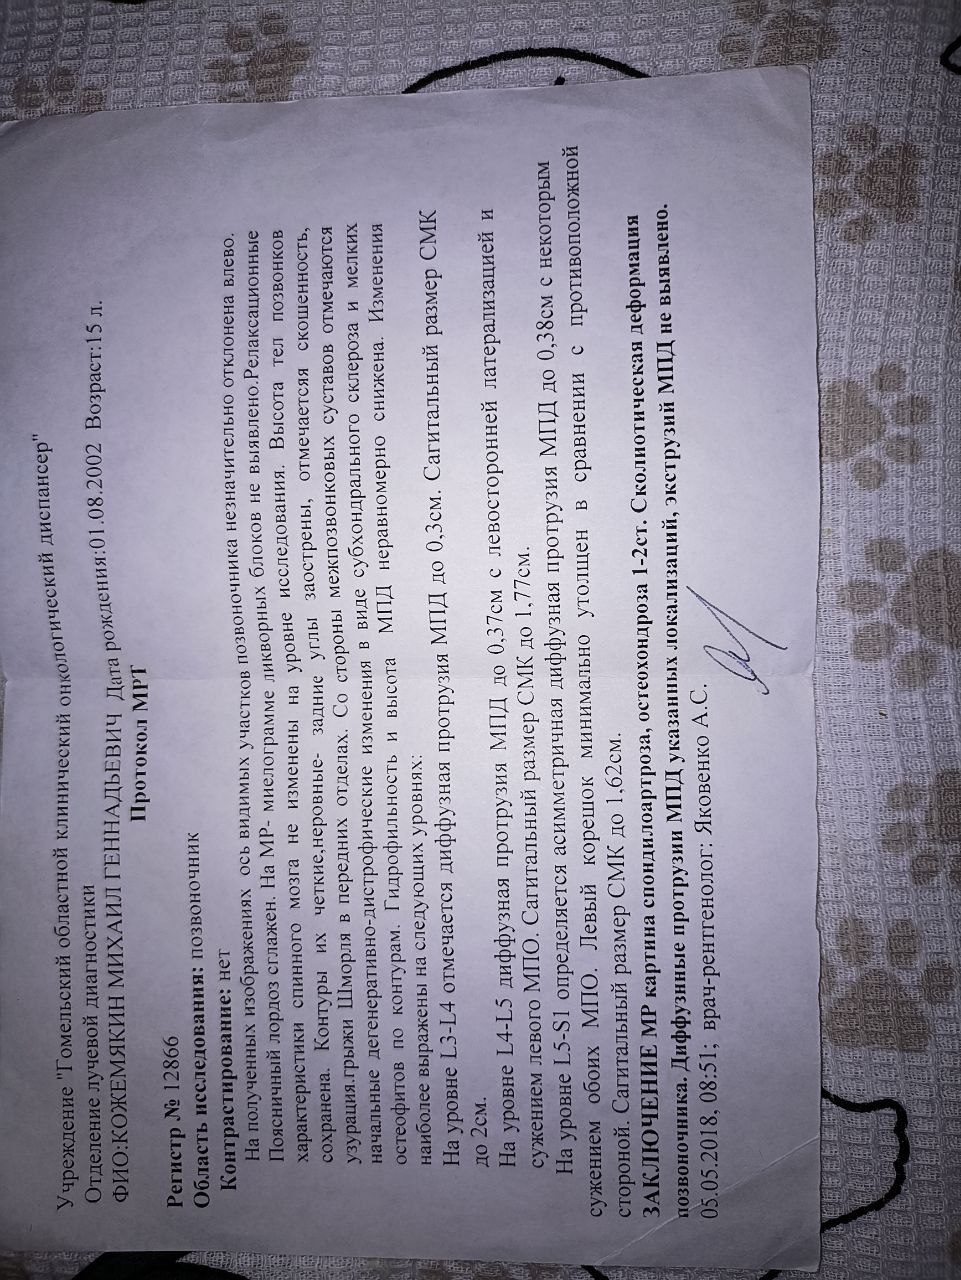 Учреждение "Гомельский областной клинический онкологический диспансер"
Отделение лучевой диагностики
ФИО:КОЖЕМЯКИН МИХАИЛ ГЕННАДЬЕВИЧ Дата рождения:01.08.2002 Возраст:15 л.
Протокол МРТ
Регистр № 12866
Область исследования: позвоночник
Контрастирование: нет
На полученных изображениях ось видимых участков позвоночника незначительно отклонена влево.
Поясничный лордоз сглажен. На МР- миелограмме ликворных блоков не выявлено.Релаксационные
характеристики спинного мозга не изменены на уровне исследования. Высота тел позвонков
сохранена. Контуры их четкие,неровные- задние углы заострены, отмечаетсяя скошенность,
узурация.грыжи Шморля в передних отделах. Со стороны межпозвонковых суставов отмечаются
начальные дегенеративно-дистрофические изменения в виде субхондрального склероза и мелких
остеофитов по контурам. Гидрофильность и высота МПД неравномерно снижена. Изменения
наиболее выражены на следующих уровнях:
На уровне L3-L4 отмечается диффузная протрузия МПД до 0,3см. Сагитальный размер СМК
до 2см.
На уровне L4-L5 диффузная протрузия МПД до 0,37см с левосторонней латерализацией и
сужением левого МПО. Сагитальный размер СМК до 1,77см.
На уровне L5-S1 определяется асимметричная диффузная протрузия МПД до 0,38см с некоторым
сужением обоих МПО. Левый корешок минимально утолщен в сравнении с противоположной
стороной. Сагитальный размер СМК до 1,62см.
ЗАКЛЮЧЕНИЕ МР картина спондилоартроза, остеохондроза 1-2ст. Сколиотическая деформация
позвоночника. Диффузные протрузии МПД указанных локализаций, экструзий МПД не выявлено.
05.05.2018, 08:51; врач-рентгенолог: Яковенко А.С.